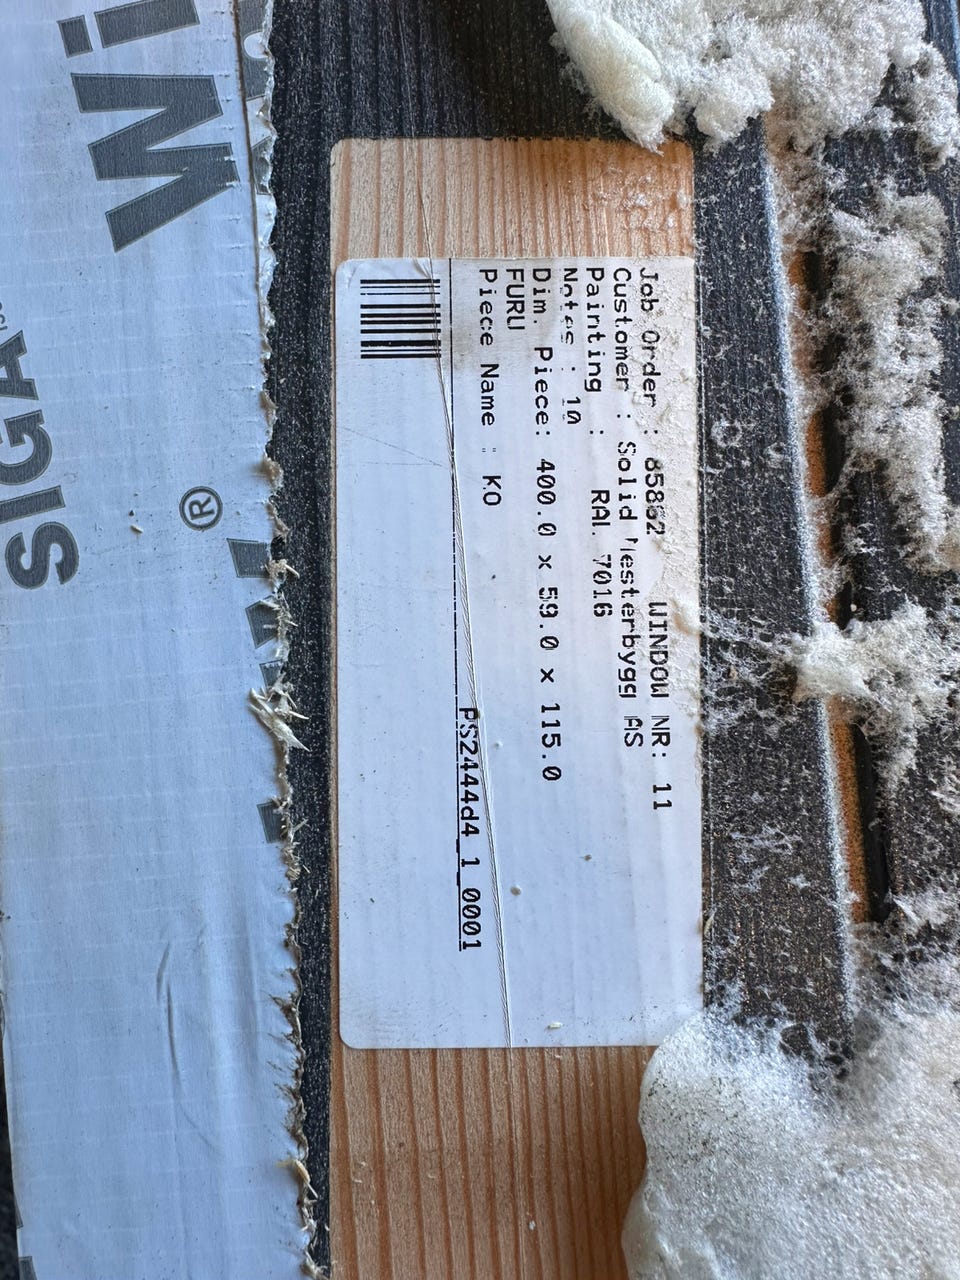 Job Order : 85862 WINDOW NR: 11
Customer : Solid Vesterbygg AS
Painting : RAL 7016
Notes : 10
Dim. Piece: 400.0 x 59.0 x 115.0
FURU
Piece Name : KO
PS2444d4_1_0001
SIGA
Wi
®